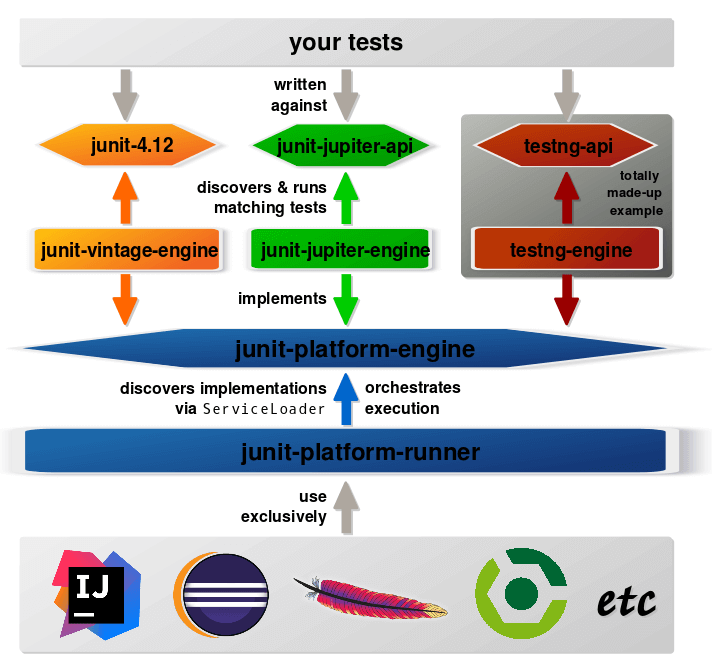 your tests
written
against
junit-4.12
junit-jupiter-api
testng-api
discovers & runs
matching tests
totally
made-up
example
junit-vintage-engine
junit-jupiter-engine
testng-engine
implements
junit-platform-engine
discovers implementations
via ServiceLoader
orchestrates
execution
junit-platform-runner
use
exclusively
IJ
etc